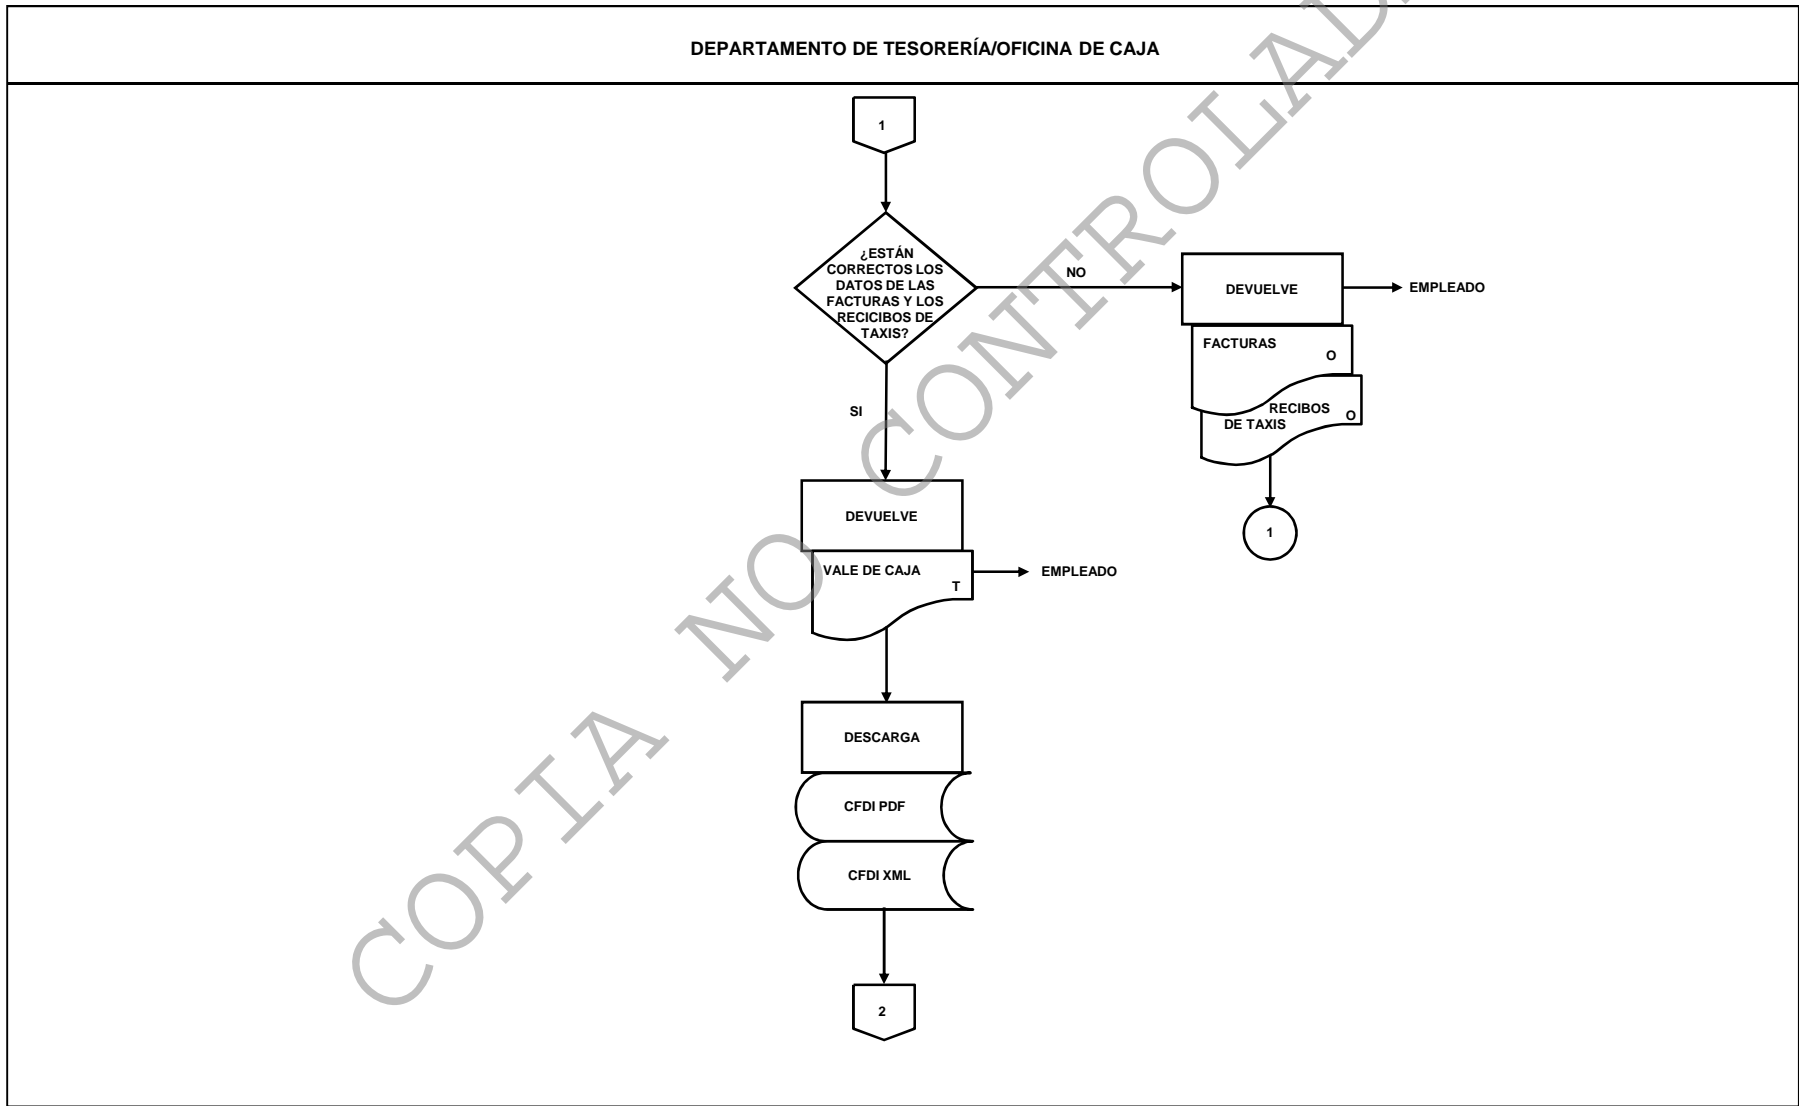 DEPARTAMENTO DE TESORERÍA/OFICINA DE CAJA
1
¿ESTÁN
CORRECTOS LOS
DATOS DE LAS
FACTURAS Y LOS
RECICIBOS DE
TAXIS?
NO
DEVUELVE
EMPLEADO
FACTURAS
O
RECIBOS
DE TAXIS
O
1
SI
DEVUELVE
VALE DE CAJA
T
EMPLEADO
DESCARGA
CFDI PDF
CFDI XML
2
COPIA NO CONTROLAD